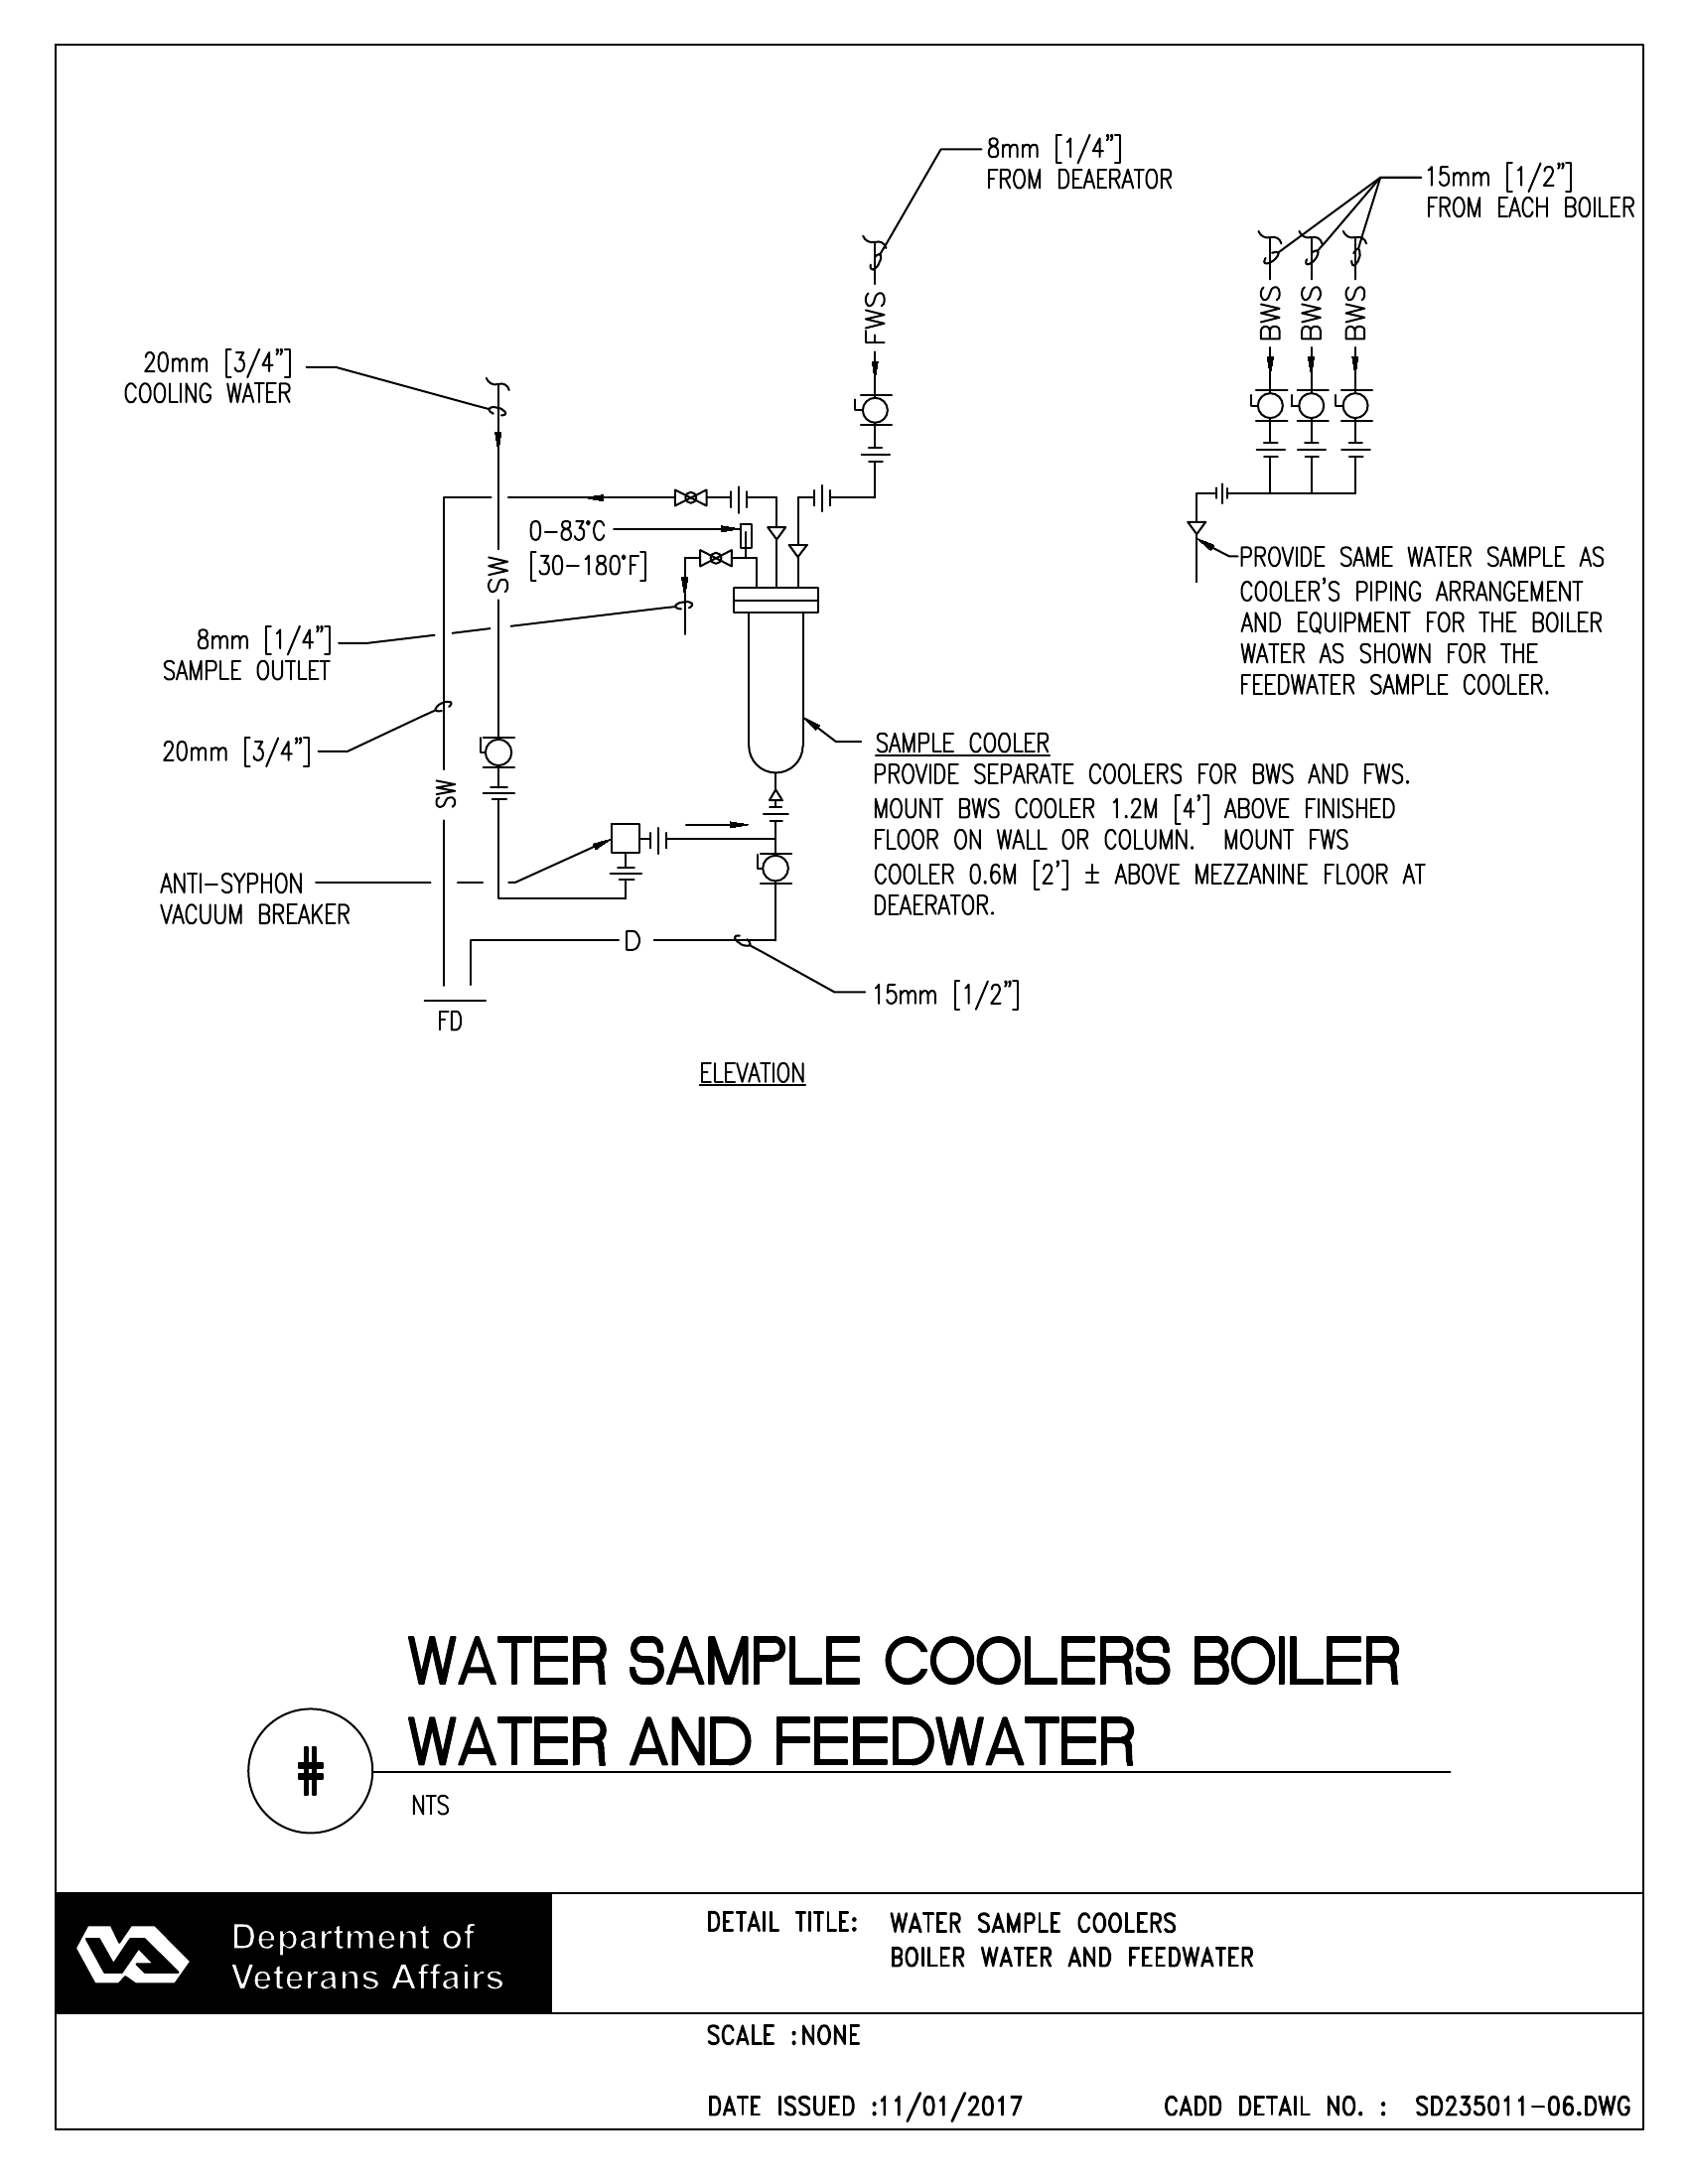 8mm [1/4"]
FROM DEAERATOR
15mm [1/2"]
FROM EACH BOILER
FWS
BWS
BWS
BWS
20mm [3/4"]
COOLING WATER
0-83°C
[30-180°F]
SW
PROVIDE SAME WATER SAMPLE AS
COOLER'S PIPING ARRANGEMENT
AND EQUIPMENT FOR THE BOILER
WATER AS SHOWN FOR THE
FEEDWATER SAMPLE COOLER.
8mm [1/4"]
SAMPLE OUTLET
20mm [3/4"]
SW
SAMPLE COOLER
PROVIDE SEPARATE COOLERS FOR BWS AND FWS.
MOUNT BWS COOLER 1.2M [4'] ABOVE FINISHED
FLOOR ON WALL OR COLUMN. MOUNT FWS
COOLER 0.6M [2'] ± ABOVE MEZZANINE FLOOR AT
DEAERATOR.
ANTI-SYPHON
VACUUM BREAKER
D
15mm [1/2"]
FD
ELEVATION
WATER SAMPLE COOLERS BOILER
WATER AND FEEDWATER
#
NTS
VA
Department of
Veterans Affairs
DETAIL TITLE: WATER SAMPLE COOLERS
BOILER WATER AND FEEDWATER
SCALE :NONE
DATE ISSUED :11/01/2017
CADD DETAIL NO. : SD235011-06.DWG